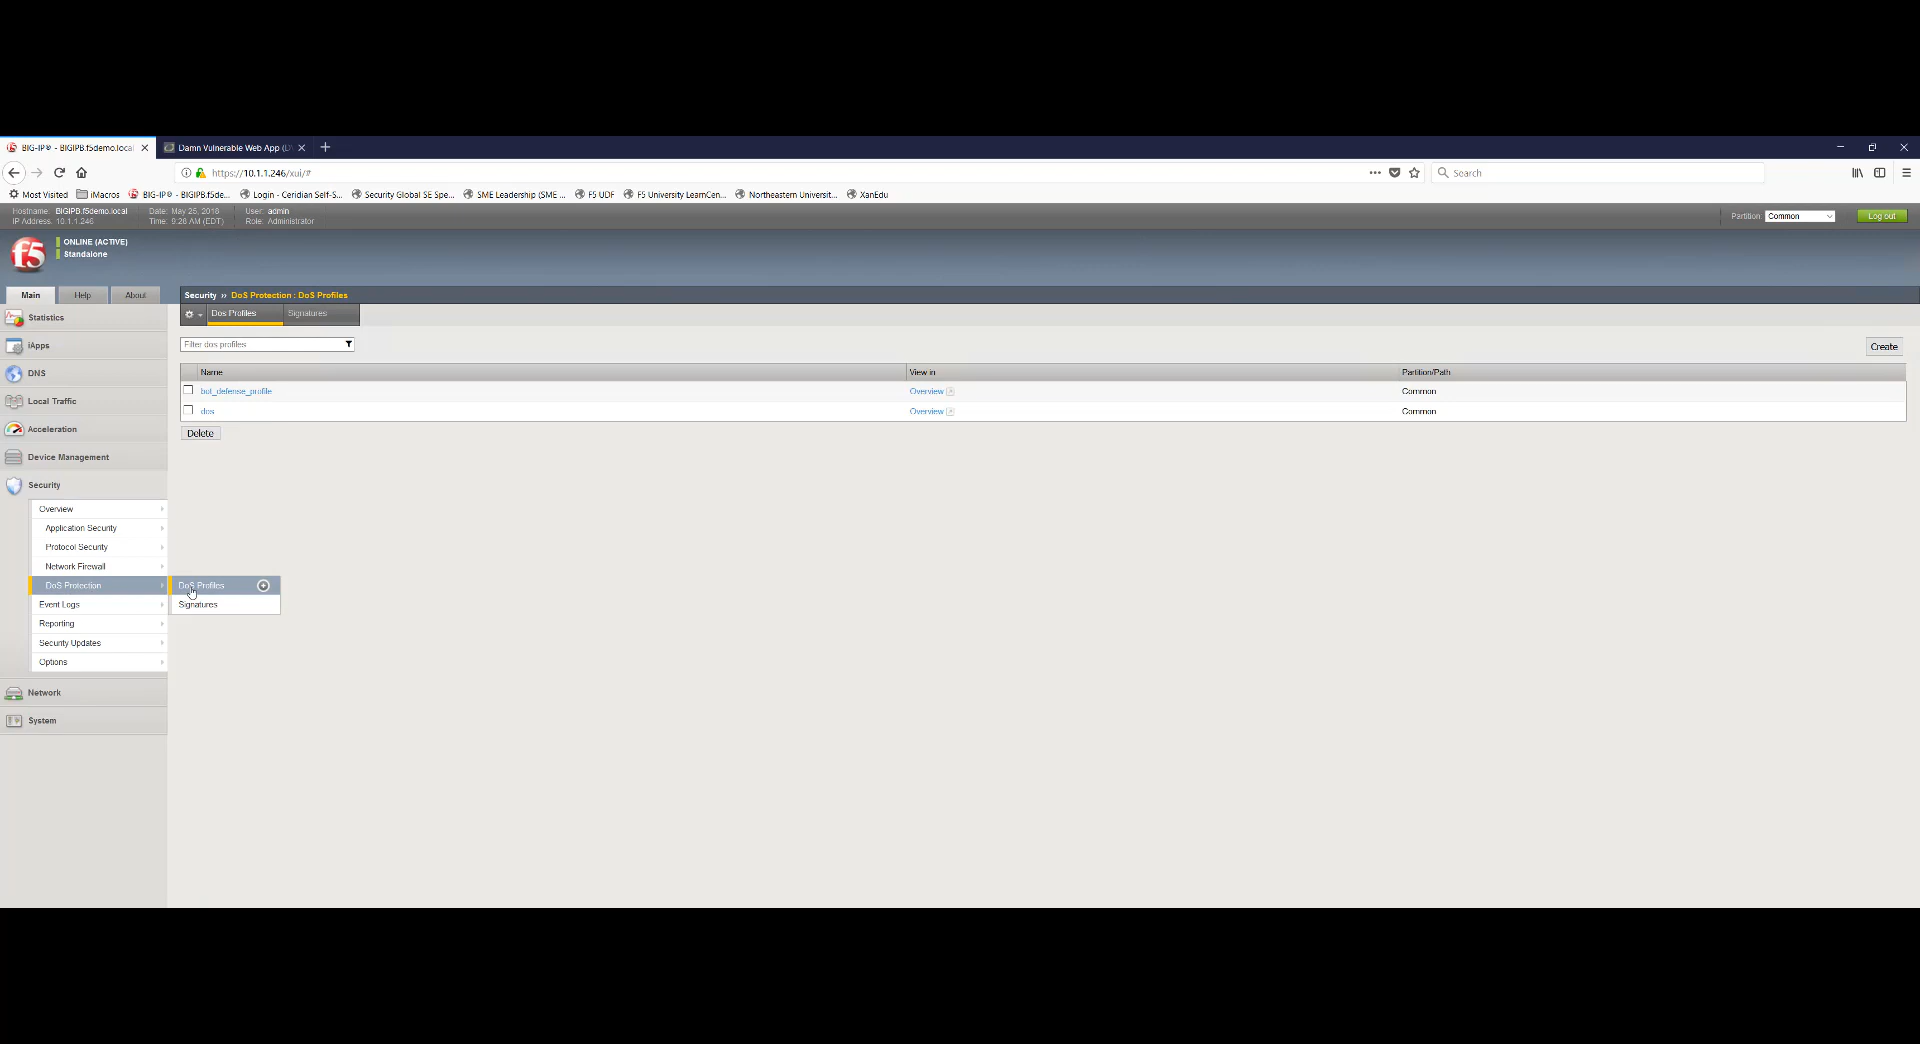 BIG-IP® - BIGIPB.f5demo.local
Damn Vulnerable Web App (D
https://10.1.1.246/xui/#
Search
Most Visited
iMacros
BIG-IP® - BIGIPB.f5de...
Login - Ceridian Self-S...
Security Global SE Spe...
SME Leadership (SME ...
F5 UDF
F5 University LearnCen...
Northeastern Universit...
XanEdu
Hostname: BIGIPB.f5demo.local
Date: May 25, 2018
User: admin
IP Address: 10.1.1.246
Time: 9:28 AM (EDT)
Role: Administrator
Partition: Common
Log out
f5
ONLINE (ACTIVE)
Standalone
Main
Help
About
Security ›› DoS Protection : DoS Profiles
Dos Profiles
Signatures
Filter dos profiles
Create
Name
View in
Partition/Path
bot_defense_profile
Overview
Common
dos
Overview
Common
Delete
Statistics
iApps
DNS
Local Traffic
Acceleration
Device Management
Security
Overview
Application Security
Protocol Security
Network Firewall
DoS Protection
DoS Profiles
Signatures
Event Logs
Reporting
Security Updates
Options
Network
System